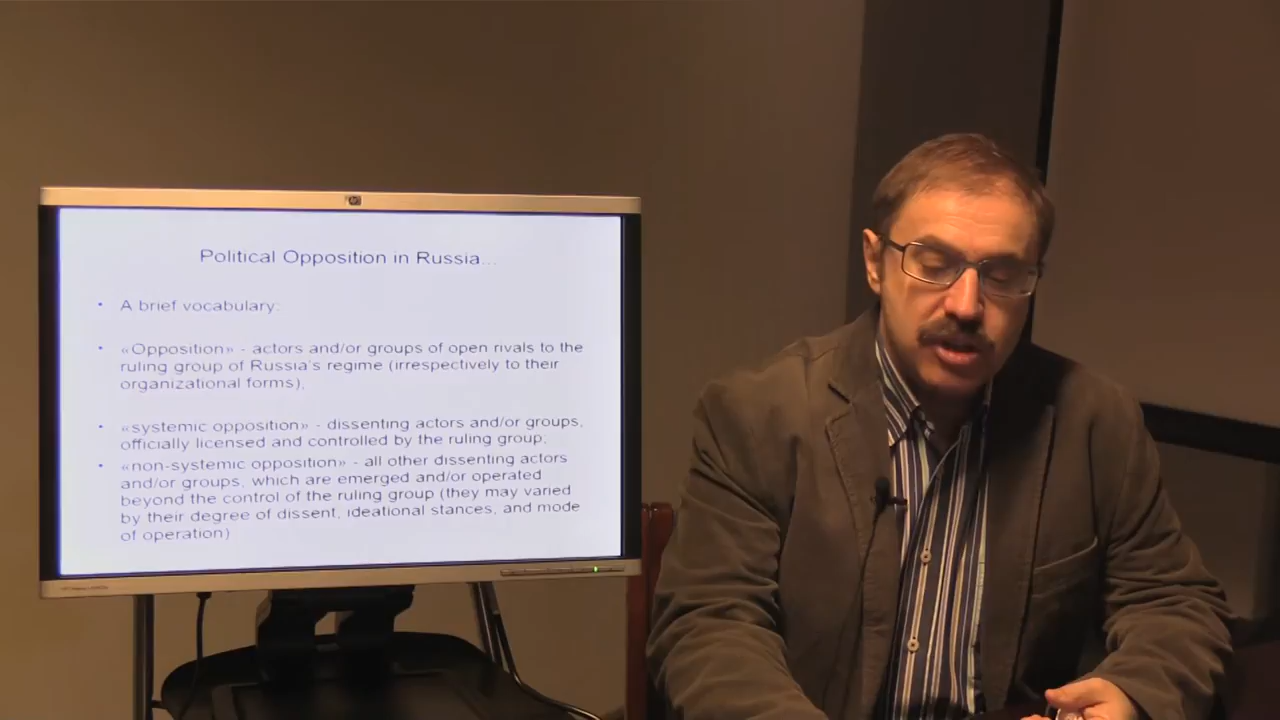 hp
Political Opposition in Russia...
• A brief vocabulary:
• «Opposition» - actors and/or groups of open rivals to the
ruling group of Russia's regime (irrespectively to their
organizational forms),
• «systemic opposition» - dissenting actors and/or groups,
officially licensed and controlled by the ruling group;
• «non-systemic opposition» - all other dissenting actors
and/or groups, which are emerged and/or operated
beyond the control of the ruling group (they may varied
by their degree of dissent, ideational stances, and mode
of operation)